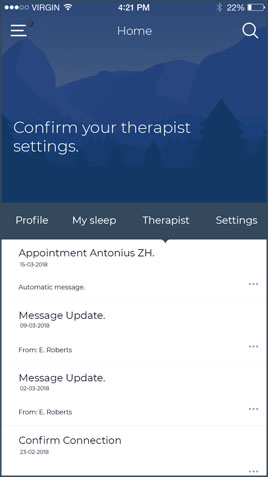 VIRGIN
4:21 PM
22%
Home
Confirm your therapist
settings.
Profile
My sleep
Therapist
Settings
Appointment Antonius ZH.
15-03-2018
Automatic message.
Message Update.
09-03-2018
From: E. Roberts
Message Update.
02-03-2018
From: E. Roberts
Confirm Connection
23-02-2018